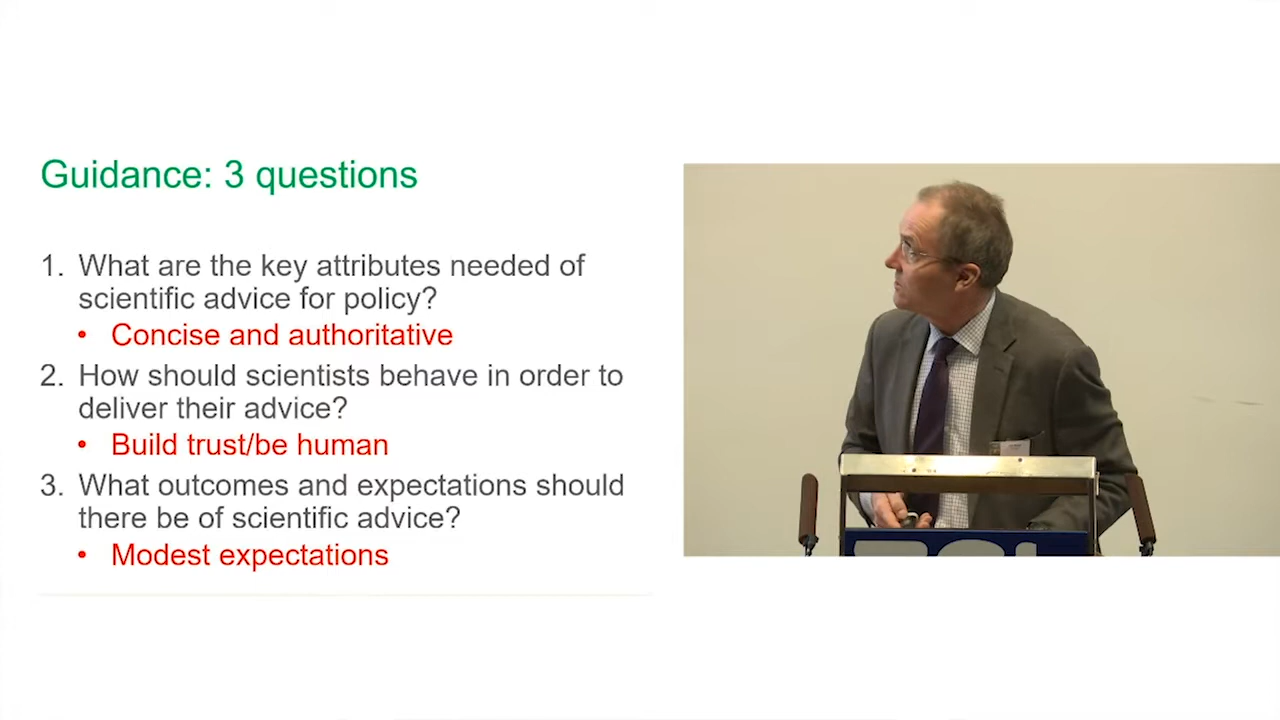 Guidance: 3 questions
1. What are the key attributes needed of
scientific advice for policy?
• Concise and authoritative
2. How should scientists behave in order to
deliver their advice?
• Build trust/be human
3. What outcomes and expectations should
there be of scientific advice?
• Modest expectations